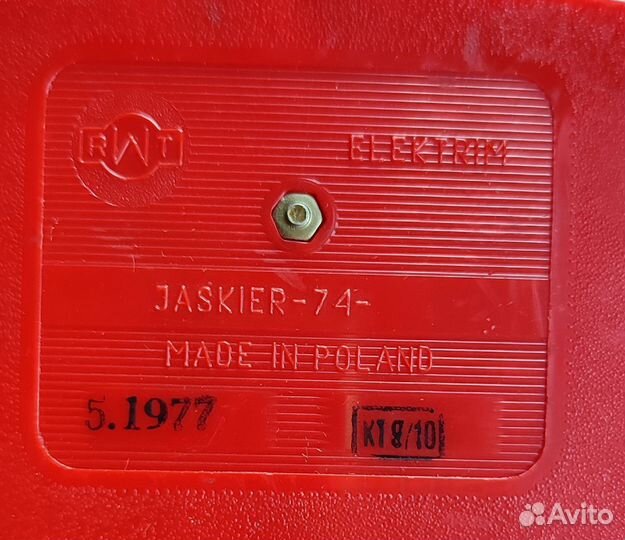 RWT ELEKTRIM
JASKIER-74-
MADE IN POLAND
5.1977 KT 8/10
Avito